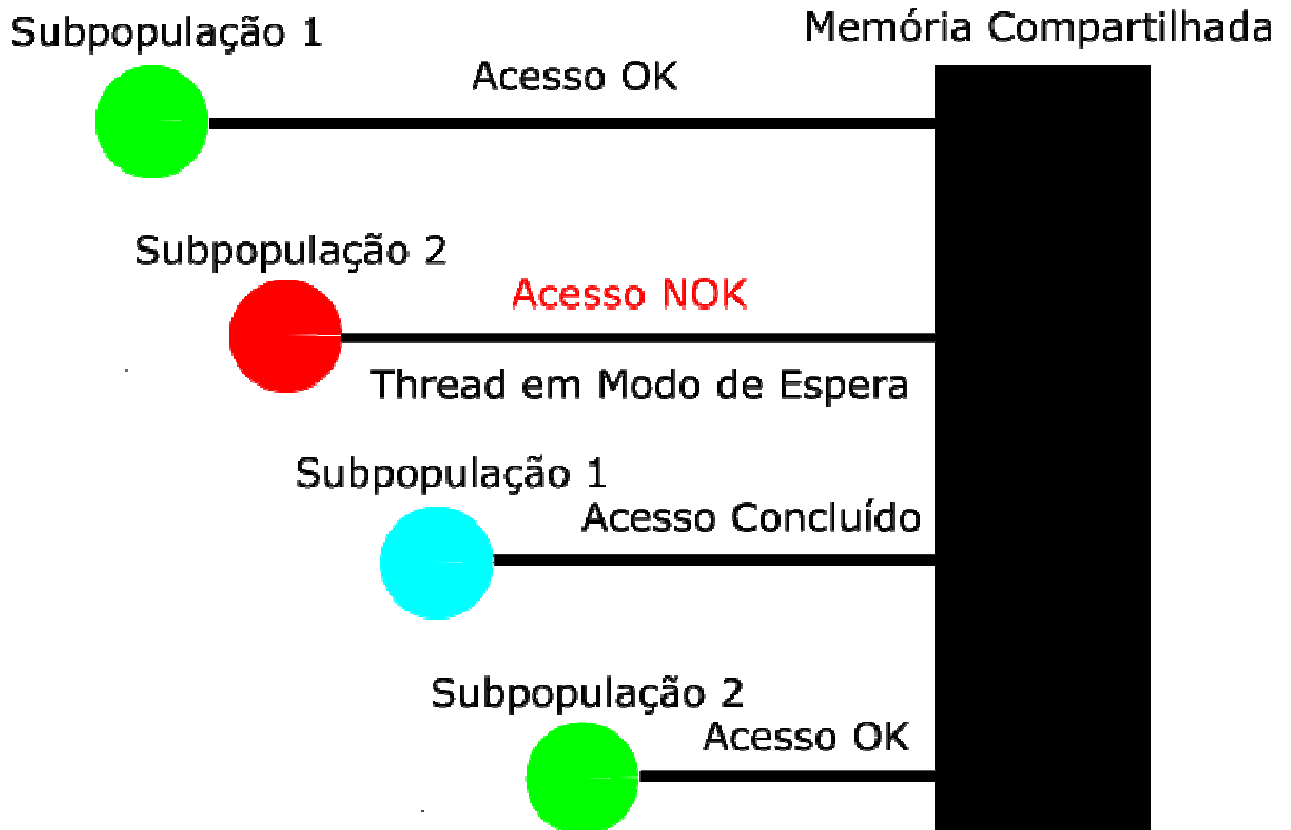 Subpopulação 1
Memória Compartilhada
Acesso OK
Subpopulação 2
Acesso NOK
Thread em Modo de Espera
Subpopulação 1
Acesso Concluído
Subpopulação 2
Acesso OK